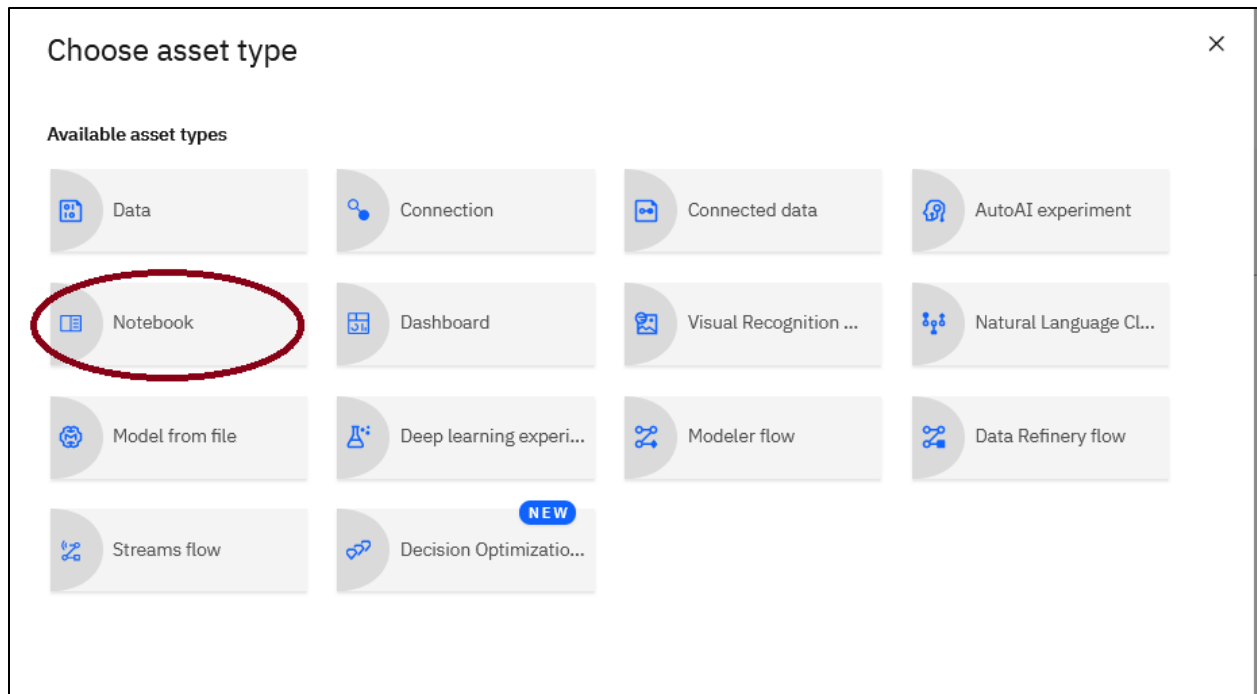 Choose asset type
Available asset types
Data
Connection
Connected data
AutoAI experiment
Notebook
Dashboard
Visual Recognition ...
Natural Language Cl...
Model from file
Deep learning experi...
Modeler flow
Data Refinery flow
NEW
Streams flow
Decision Optimizatio...